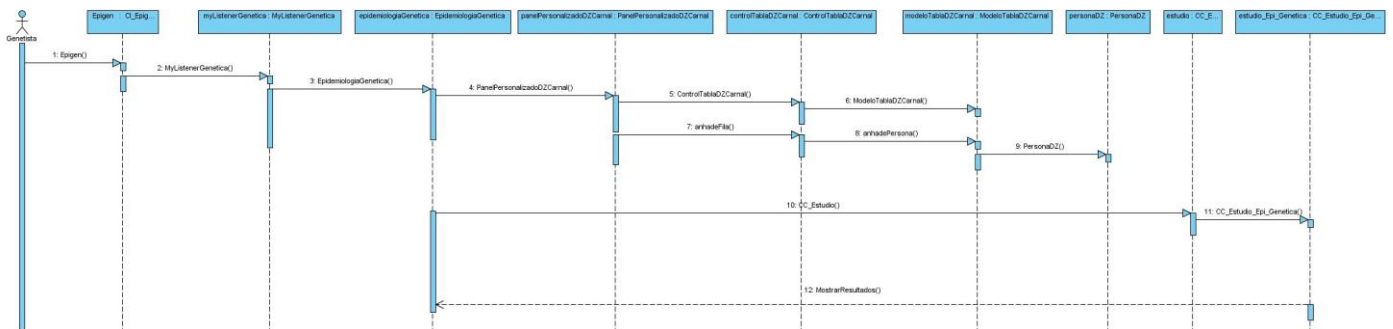 Epigen : CI_Epig...
myListenerGenetica : MyListenerGenetica
epidemiologiaGenetica : EpidemiologiaGenetica
panelPersonalizadoDZCarnal : PanelPersonalizadoDZCarnal
controlTablaDZCarnal : ControlTablaDZCarnal
modeloTablaDZCarnal : ModeloTablaDZCarnal
personaDZ : PersonaDZ
estudio : CC_E...
estudio_Epi_Genetica : CC_Estudio_Epi_Ge...
Genetista
1: Epigen()
2: MyListenerGenetica()
3: EpidemiologiaGenetica()
4: PanelPersonalizadoDZCarnal()
5: ControlTablaDZCarnal()
6: ModeloTablaDZCarnal()
7: anhadeFila()
8: anhadePersona()
9: PersonaDZ()
10: CC_Estudio()
11: CC_Estudio_Epi_Genetica()
12: MostrarResultados()